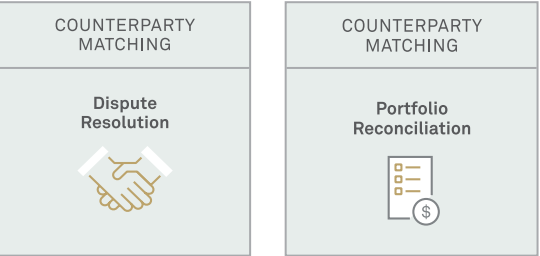 COUNTERPARTY
MATCHING
Dispute
Resolution
COUNTERPARTY
MATCHING
Portfolio
Reconciliation
$